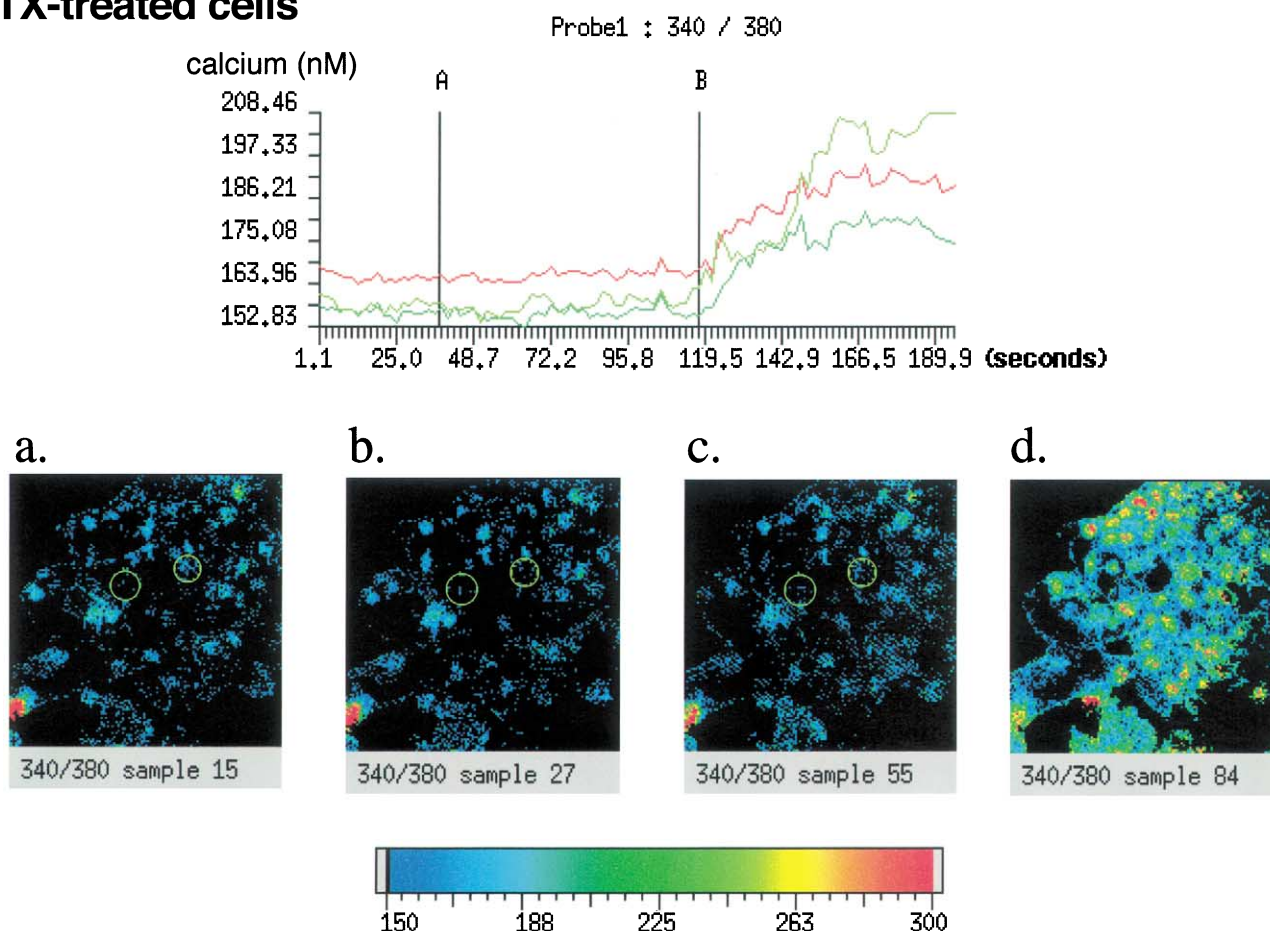 TX-treated cells
Probe1 : 340 / 380
calcium (nM)
A
B
208.46
197.33
186.21
175.08
163.96
152.83
1.1 25.0 48.7 72.2 95.8 119.5 142.9 166.5 189.9 (seconds)
a. b. c. d.
340/380 sample 15
340/380 sample 27
340/380 sample 55
340/380 sample 84
150 188 225 263 300